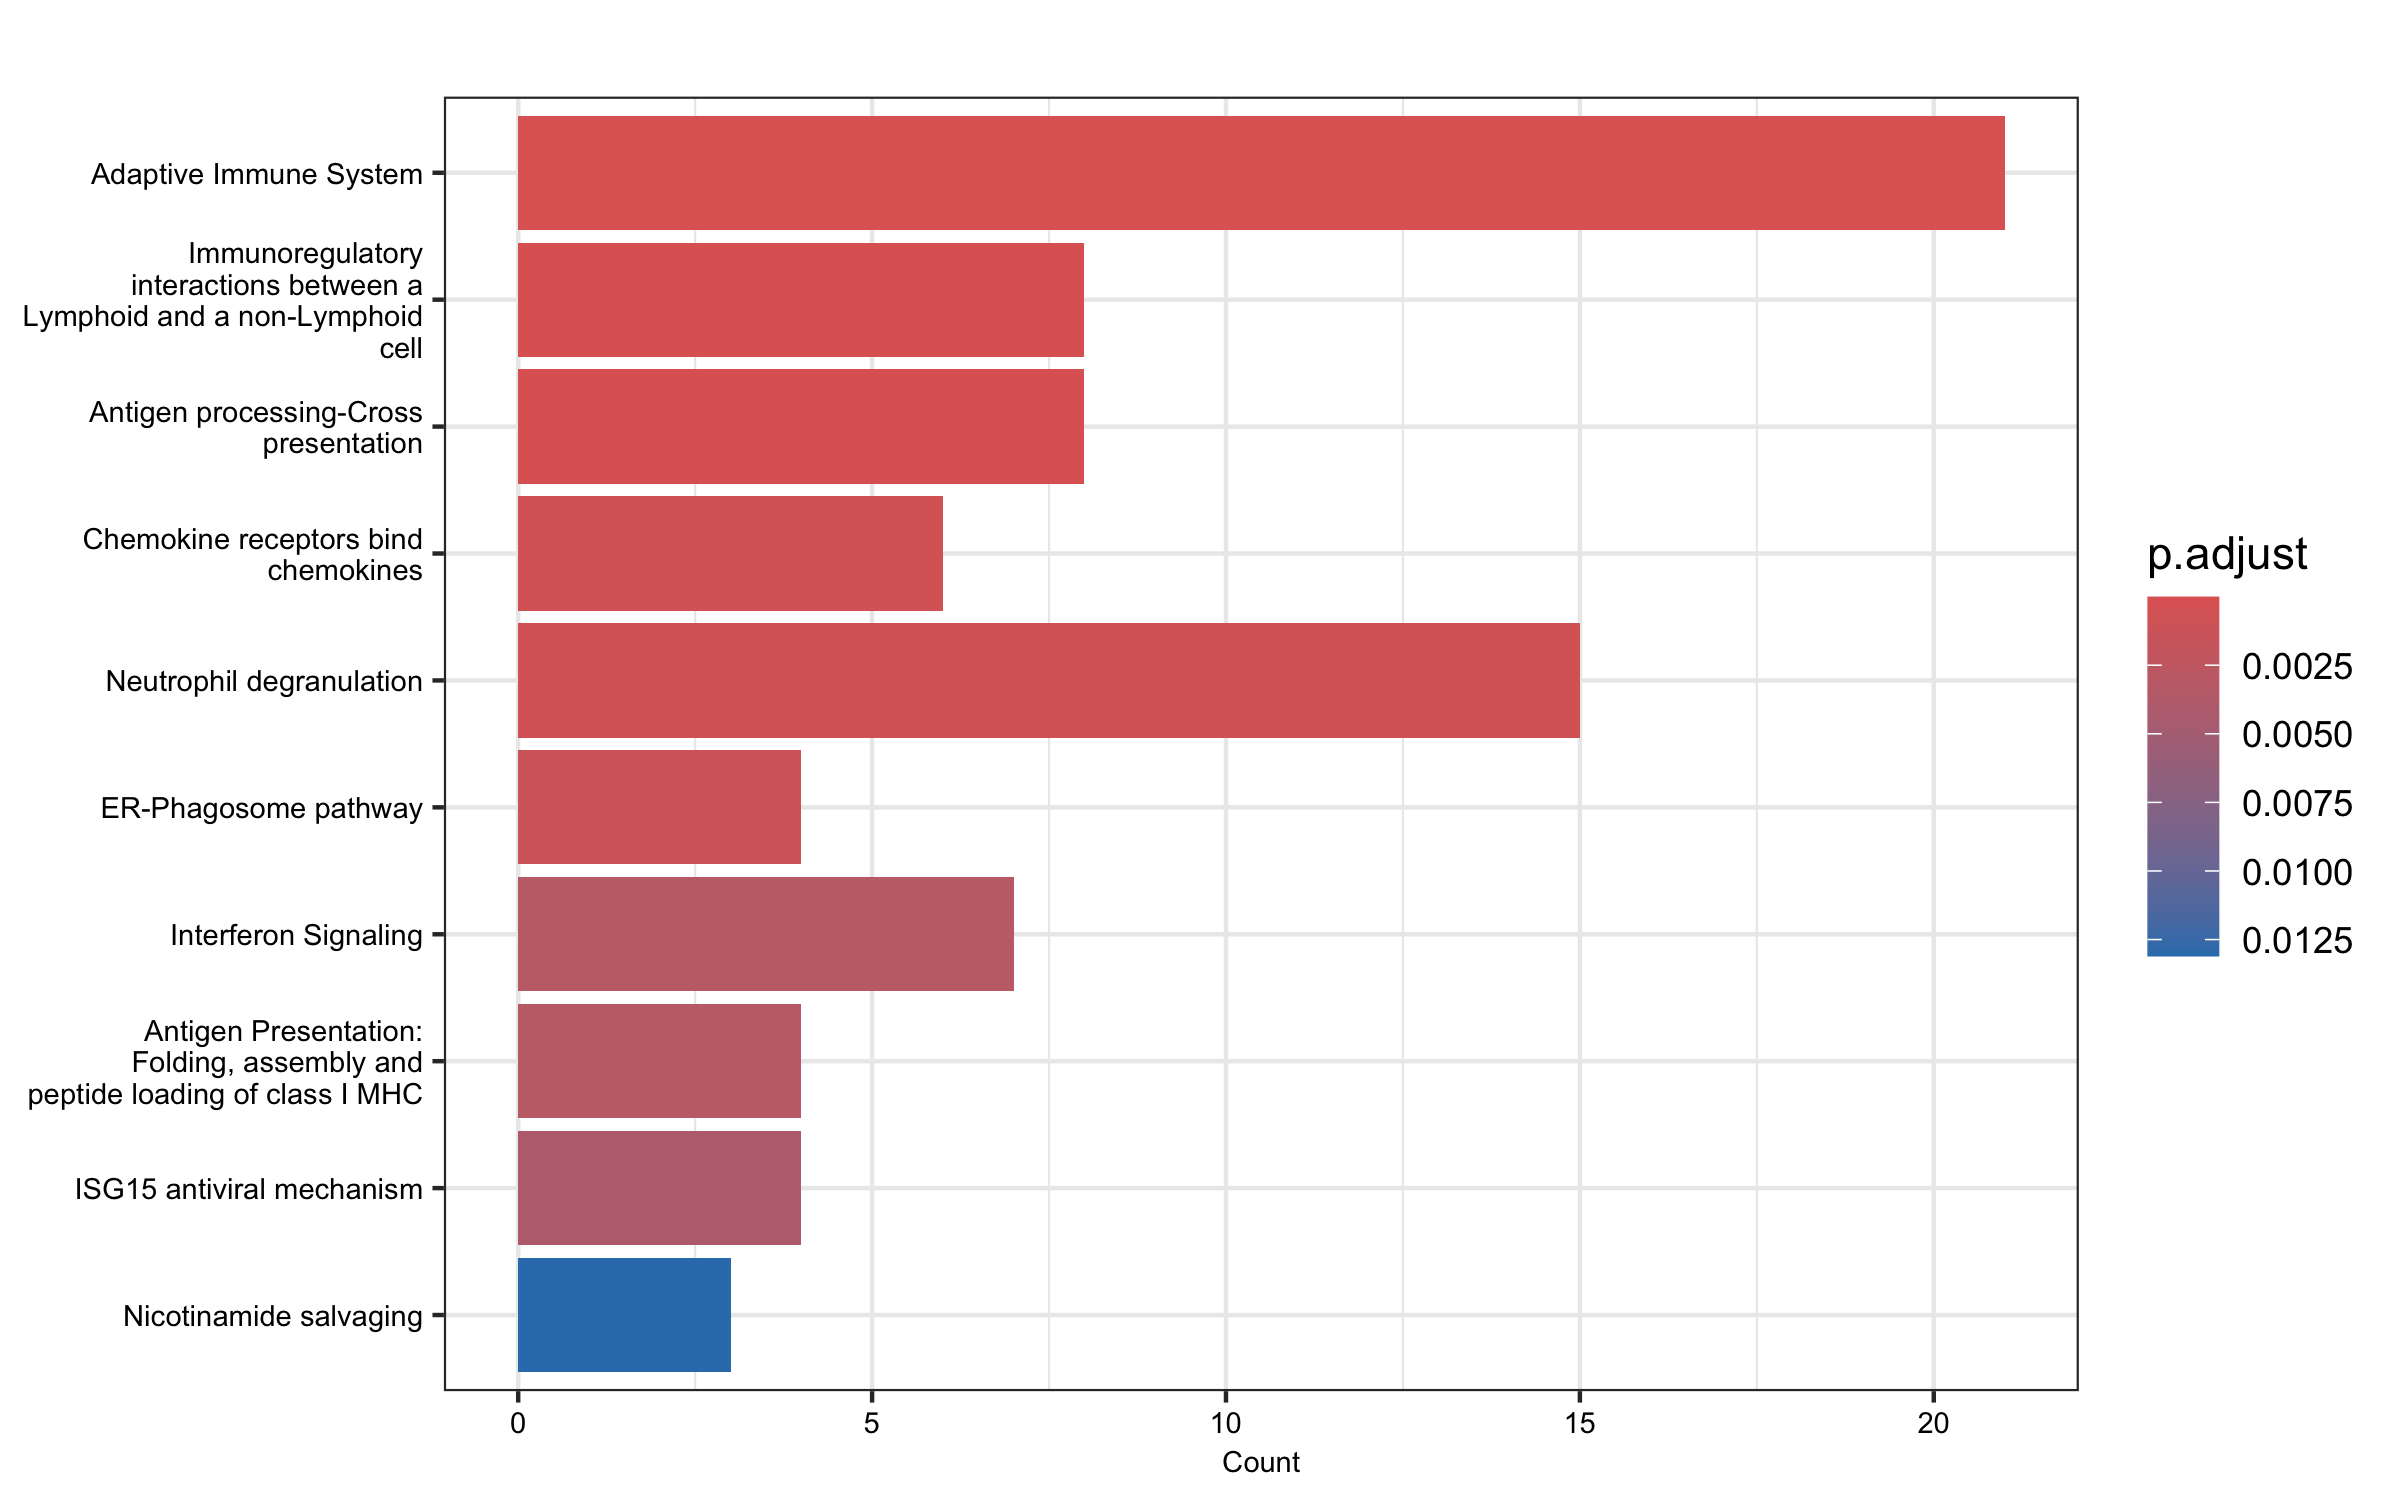 Adaptive Immune System
Immunoregulatory
interactions between a
Lymphoid and a non-Lymphoid
cell
Antigen processing-Cross
presentation
Chemokine receptors bind
chemokines
Neutrophil degranulation
ER-Phagosome pathway
Interferon Signaling
Antigen Presentation:
Folding, assembly and
peptide loading of class I MHC
ISG15 antiviral mechanism
Nicotinamide salvaging
0 5 10 15 20
Count
p.adjust
0.0025
0.0050
0.0075
0.0100
0.0125